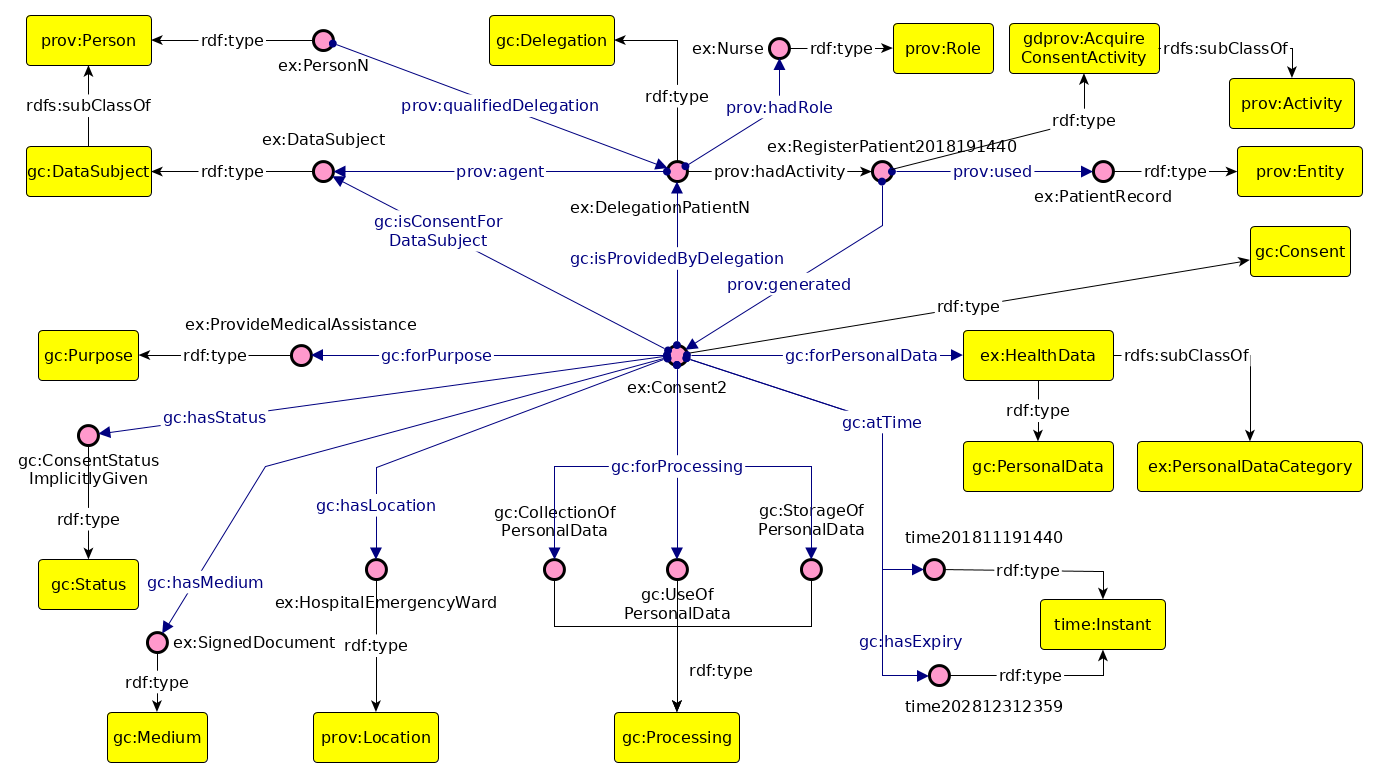 prov:Person
rdf:type
ex:PersonN
gc:Delegation
ex:Nurse
rdf:type
prov:Role
gdprov:Acquire
ConsentActivity
rdfs:subClassOf
prov:Activity
rdfs:subClassOf
prov:qualifiedDelegation
rdf:type
prov:hadRole
rdf:type
ex:DataSubject
ex:RegisterPatient2018191440
gc:DataSubject
rdf:type
prov:agent
prov:hadActivity
prov:used
rdf:type
prov:Entity
ex:PatientRecord
ex:DelegationPatientN
gc:isConsentFor
DataSubject
gc:isProvidedByDelegation
gc:Consent
prov:generated
rdf:type
ex:ProvideMedicalAssistance
gc:Purpose
rdf:type
gc:forPurpose
gc:forPersonalData
ex:HealthData
rdfs:subClassOf
ex:Consent2
rdf:type
gc:hasStatus
gc:atTime
gc:ConsentStatus
ImplicitlyGiven
gc:forProcessing
gc:PersonalData
ex:PersonalDataCategory
gc:hasLocation
gc:CollectionOf
PersonalData
gc:StorageOf
PersonalData
rdf:type
time201811191440
rdf:type
gc:Status
gc:hasMedium
gc:UseOf
PersonalData
ex:HospitalEmergencyWard
time:Instant
ex:SignedDocument
rdf:type
gc:hasExpiry
rdf:type
rdf:type
rdf:type
time202812312359
gc:Medium
prov:Location
gc:Processing